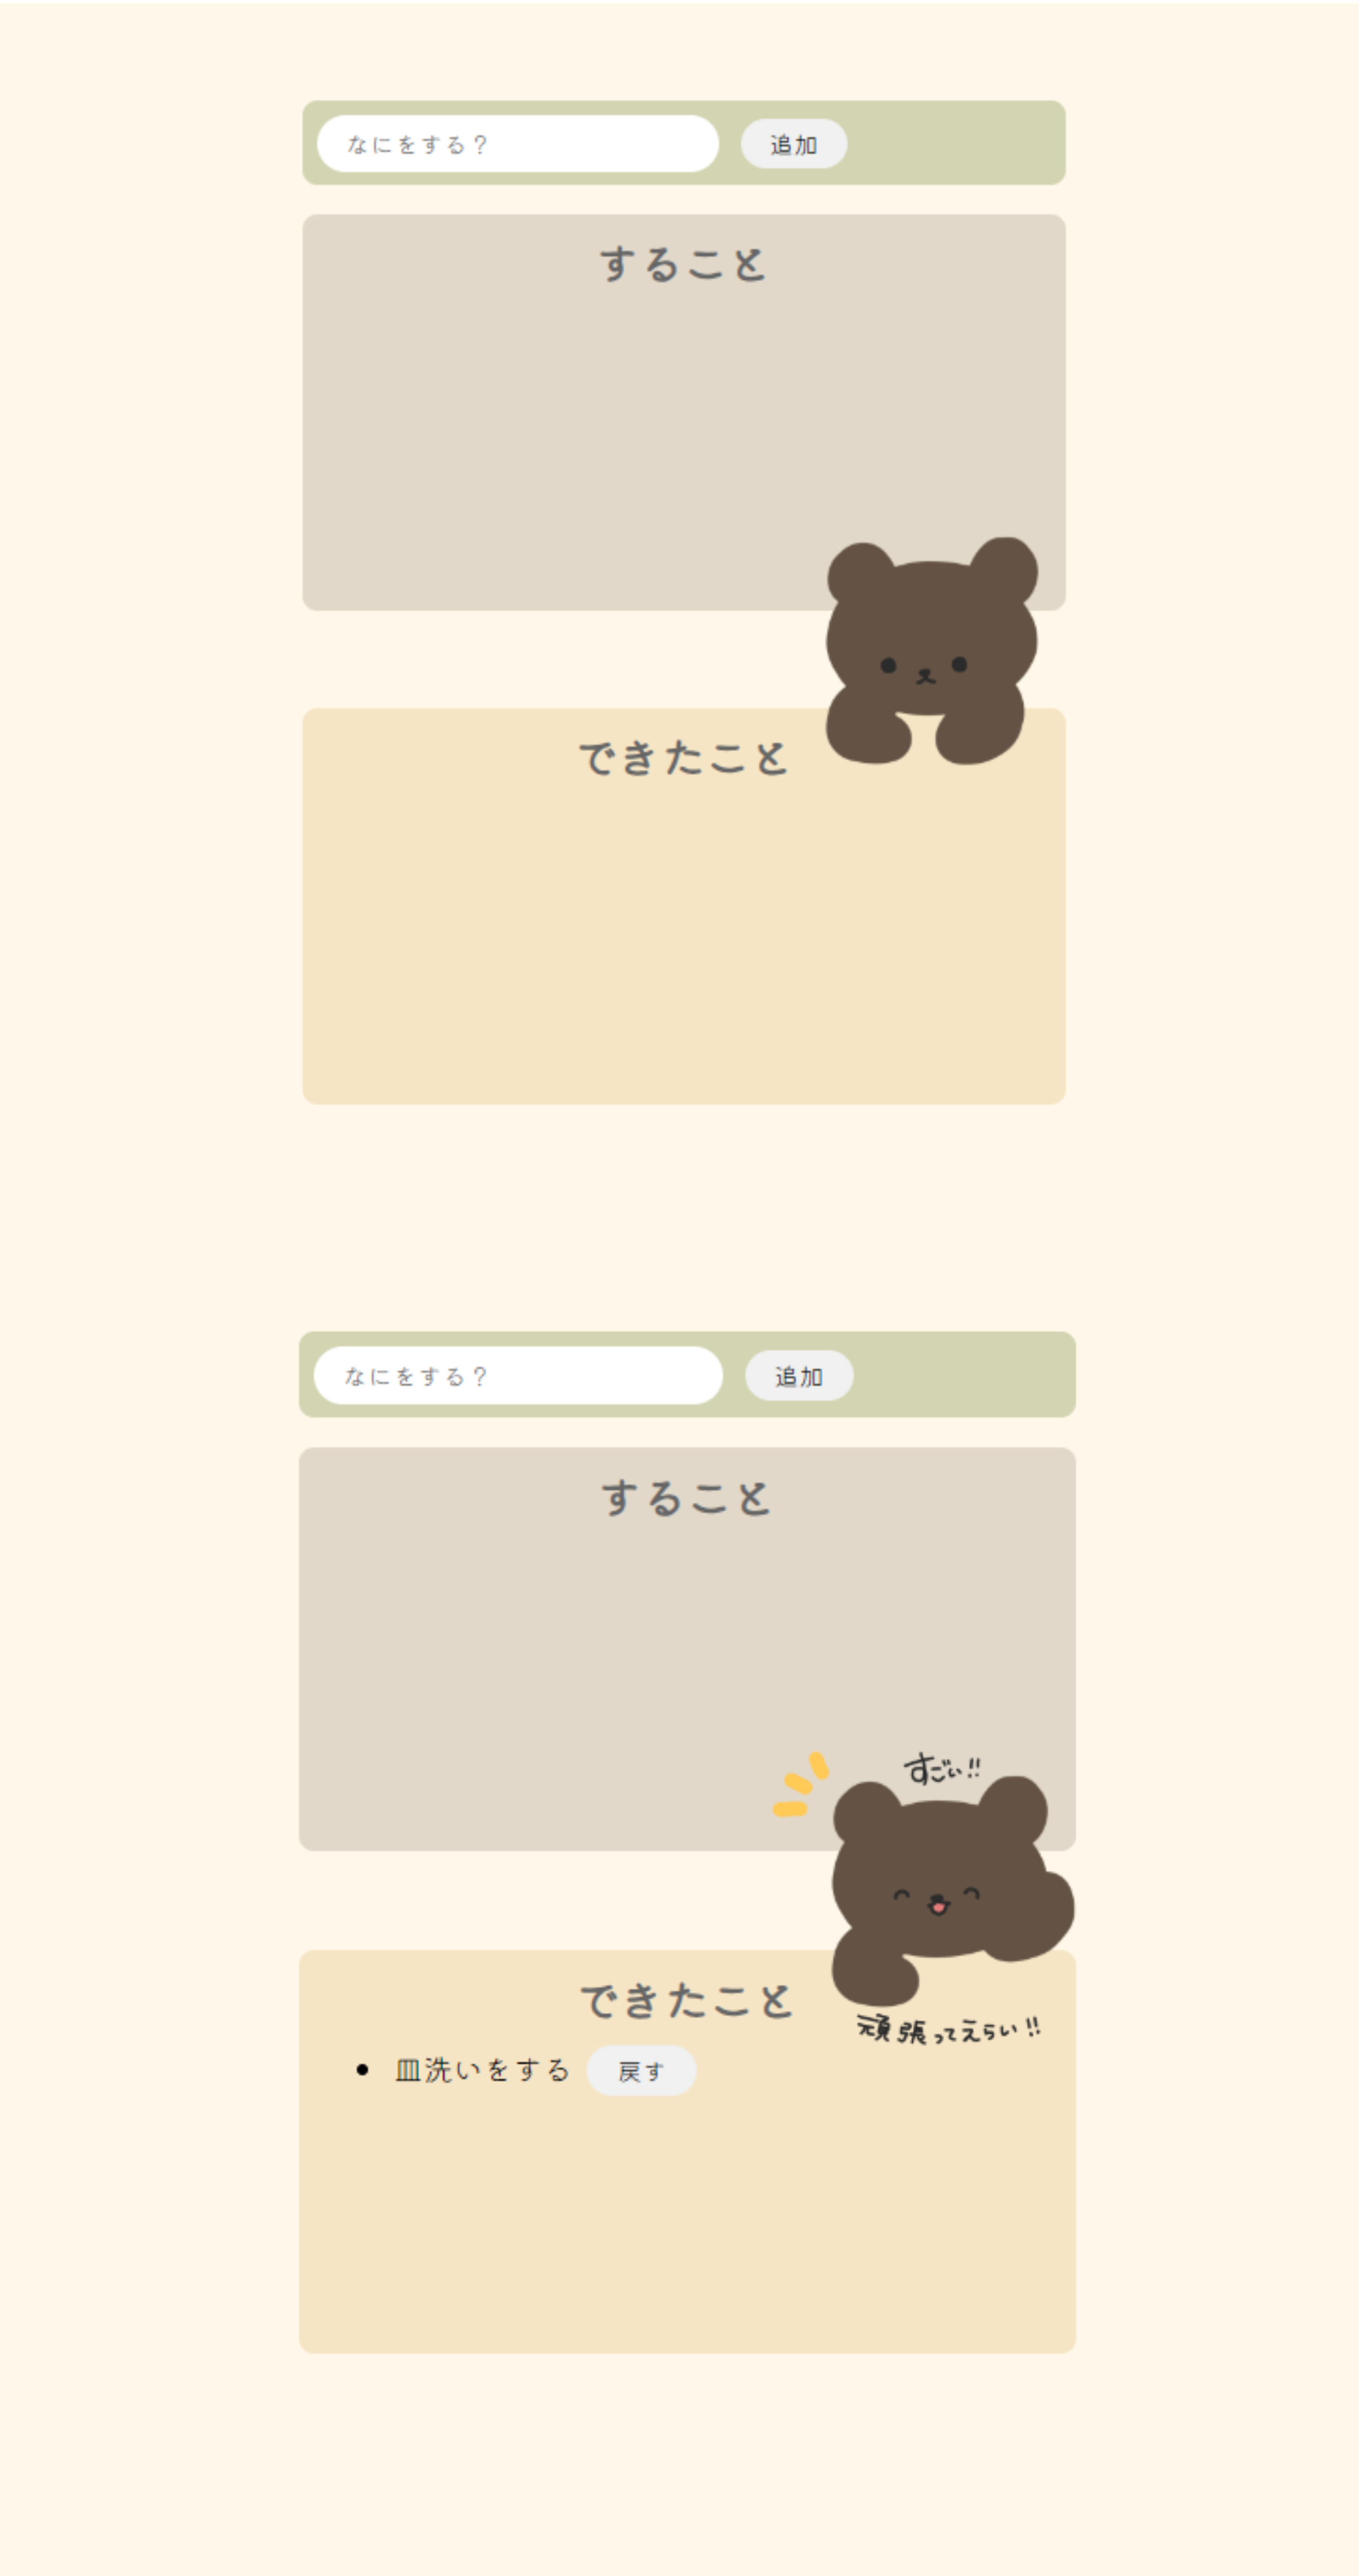 なにをする？ 追加
すること
できたこと
なにをする？ 追加
すること
すごい!!
できたこと
頑張ってえらい!!
皿洗いをする 戻す